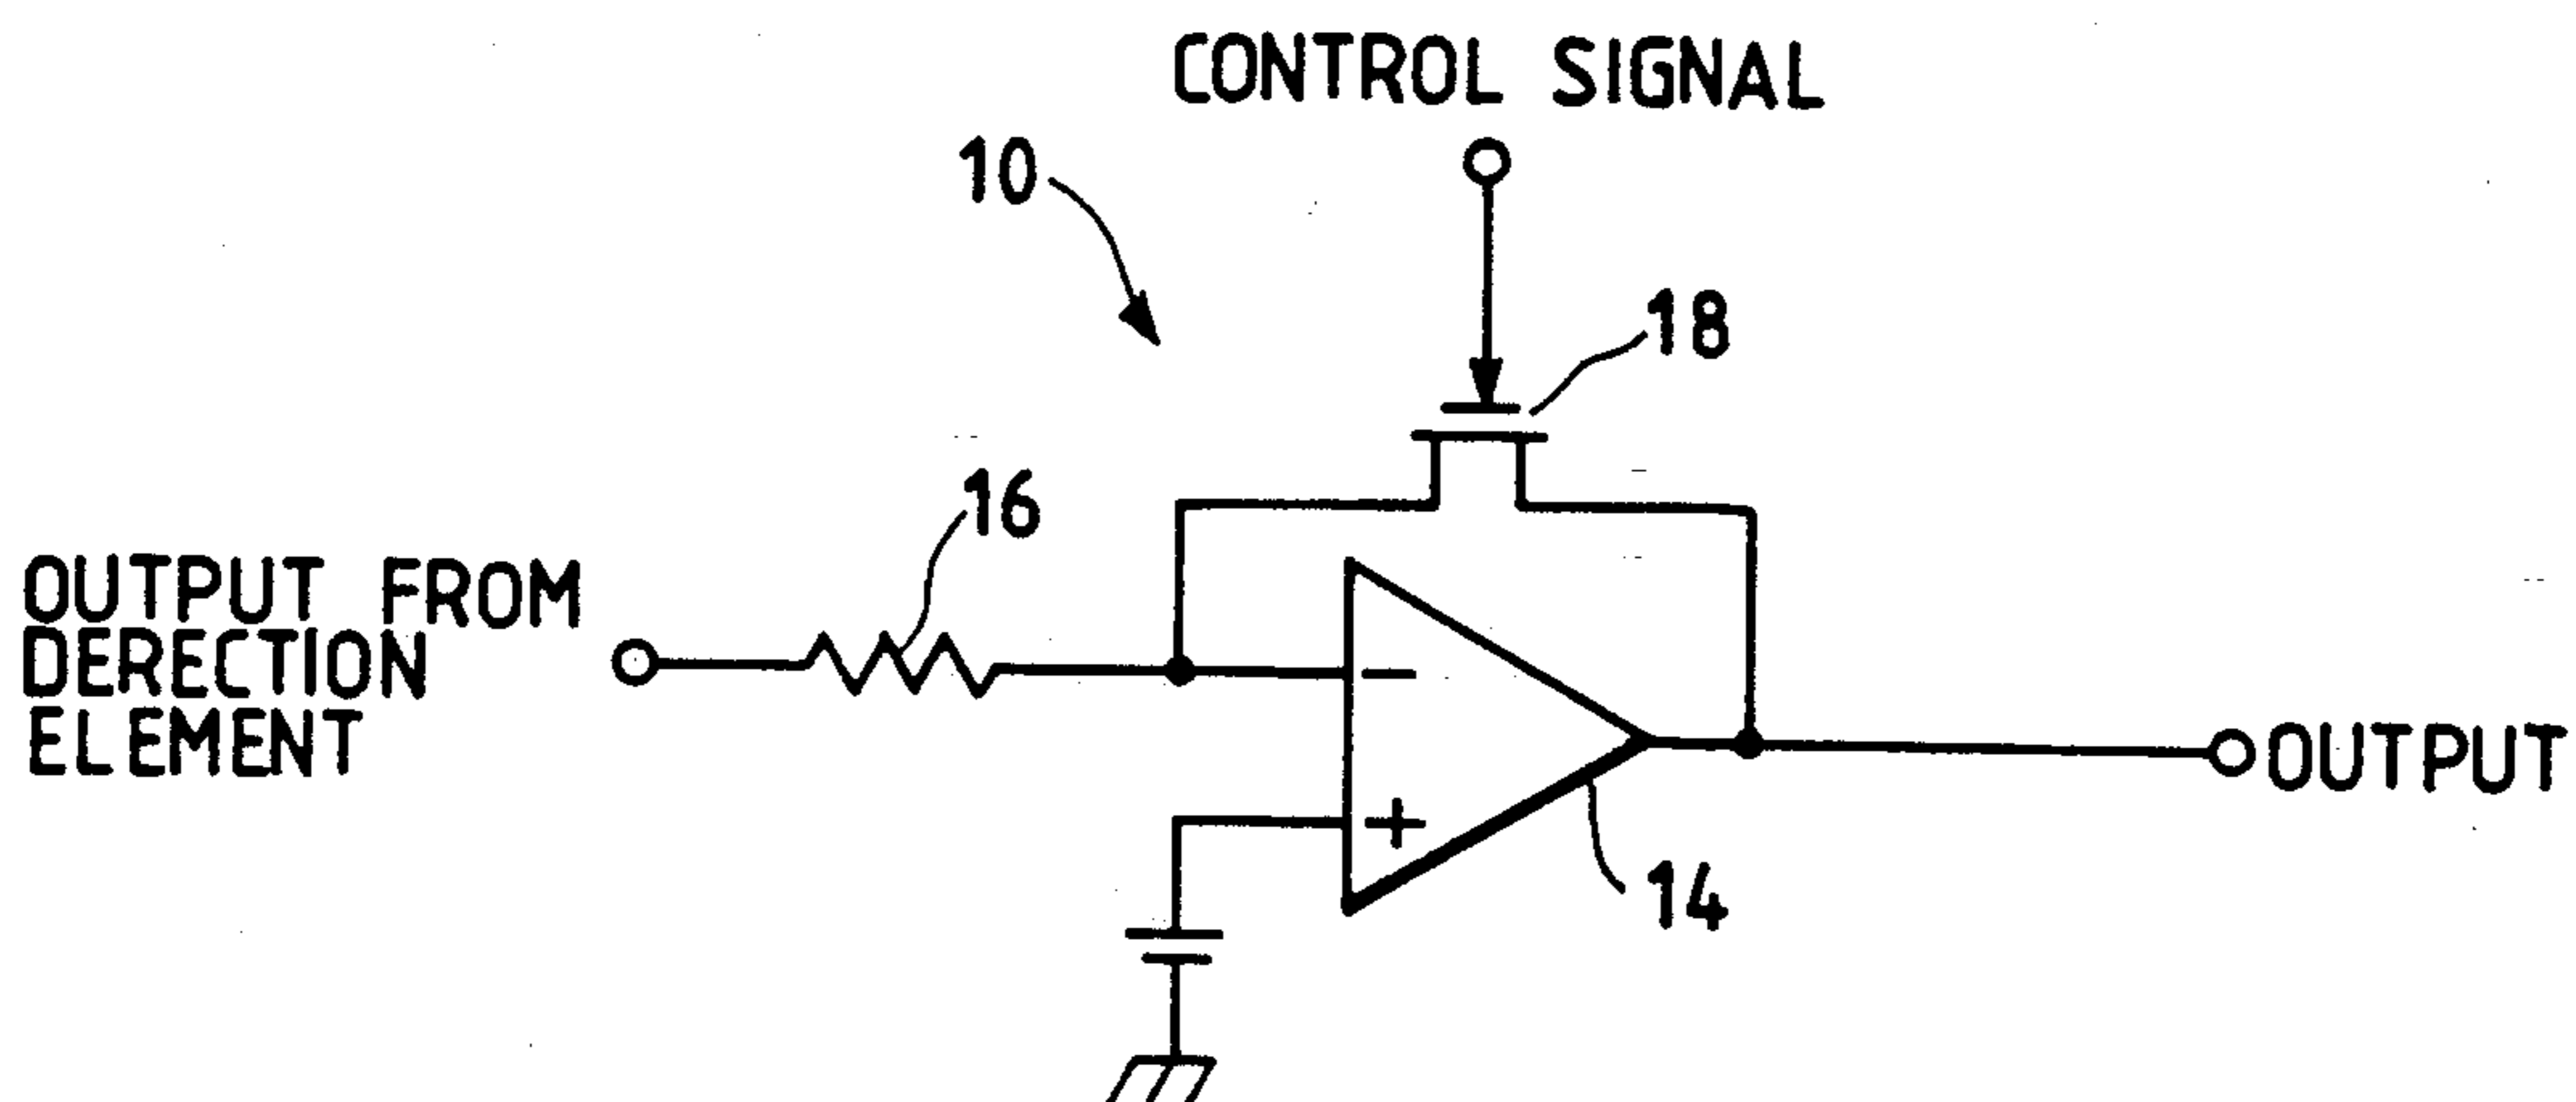 CONTROL SIGNAL
10
18
16
OUTPUT FROM
DERECTION
ELEMENT
−
+
OUTPUT
14